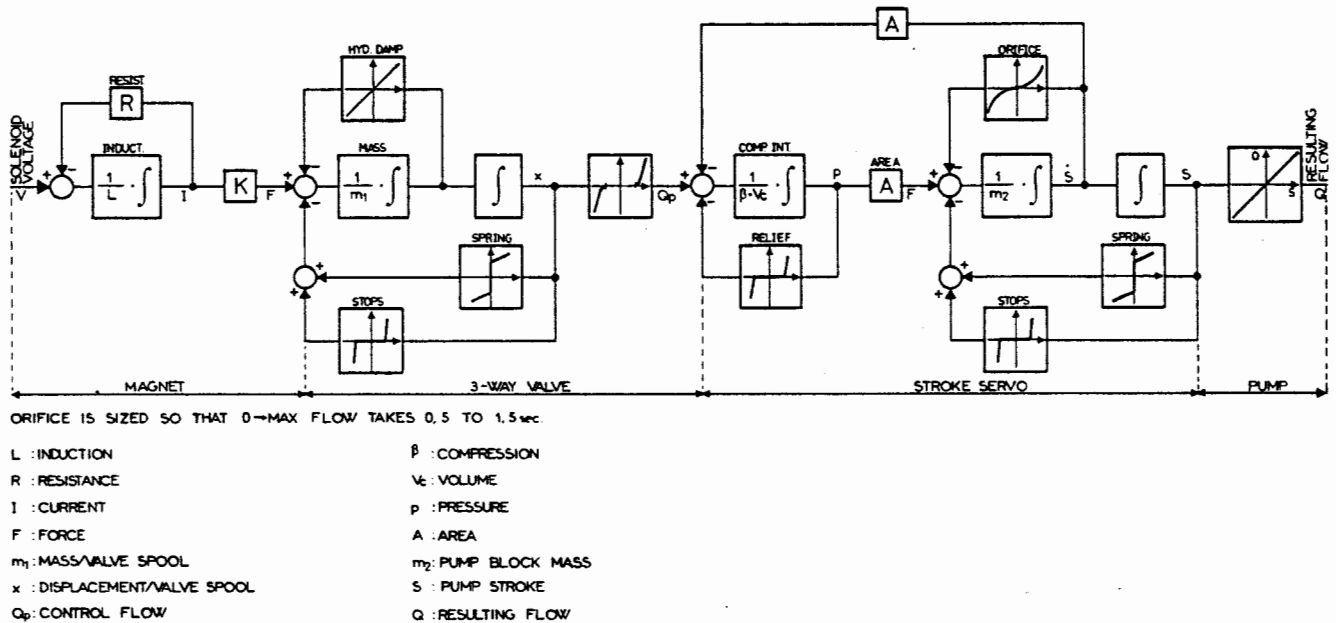 A
HYD. DAMP
ORIFICE
RESIST
R
SOLENOID
VOLTAGE
V
INDUCT.
1/L · ∫
I
K
F
MASS
1/m₁ · ∫
∫
x
Qp
COMP INT.
1/β·Vc · ∫
P
AREA
A
F
1/m₂ · ∫
Ṡ
∫
S
Q
S
RESULTING
FLOW
Q
SPRING
RELIEF
SPRING
STOPS
STOPS
MAGNET
3-WAY VALVE
STROKE SERVO
PUMP
ORIFICE IS SIZED SO THAT 0→MAX FLOW TAKES 0,5 TO 1,5 sec.
L : INDUCTION
R : RESISTANCE
I : CURRENT
F : FORCE
m₁ : MASS/VALVE SPOOL
x : DISPLACEMENT/VALVE SPOOL
Qp : CONTROL FLOW
β : COMPRESSION
Vc : VOLUME
p : PRESSURE
A : AREA
m₂ : PUMP BLOCK MASS
S : PUMP STROKE
Q : RESULTING FLOW